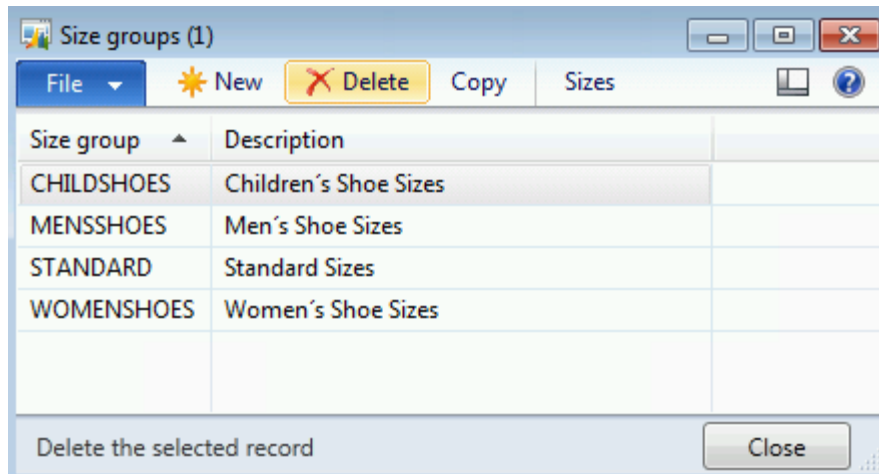 Size groups (1)
File New Delete Copy Sizes
Size group Description
CHILDSHOES Children´s Shoe Sizes
MENSSHOES Men´s Shoe Sizes
STANDARD Standard Sizes
WOMENSHOES Women´s Shoe Sizes
Delete the selected record Close